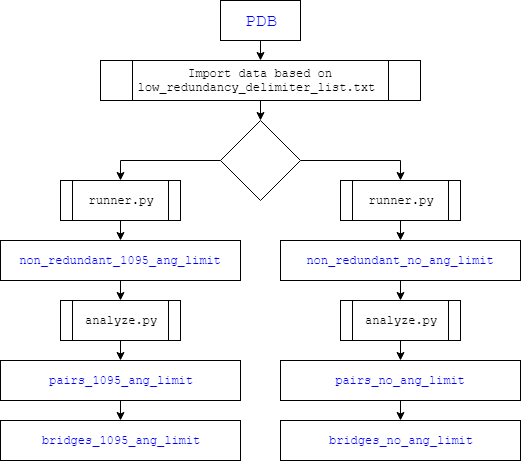 PDB
Import data based on
low_redundancy_delimiter_list.txt
runner.py
runner.py
non_redundant_1095_ang_limit
non_redundant_no_ang_limit
analyze.py
analyze.py
pairs_1095_ang_limit
pairs_no_ang_limit
bridges_1095_ang_limit
bridges_no_ang_limit